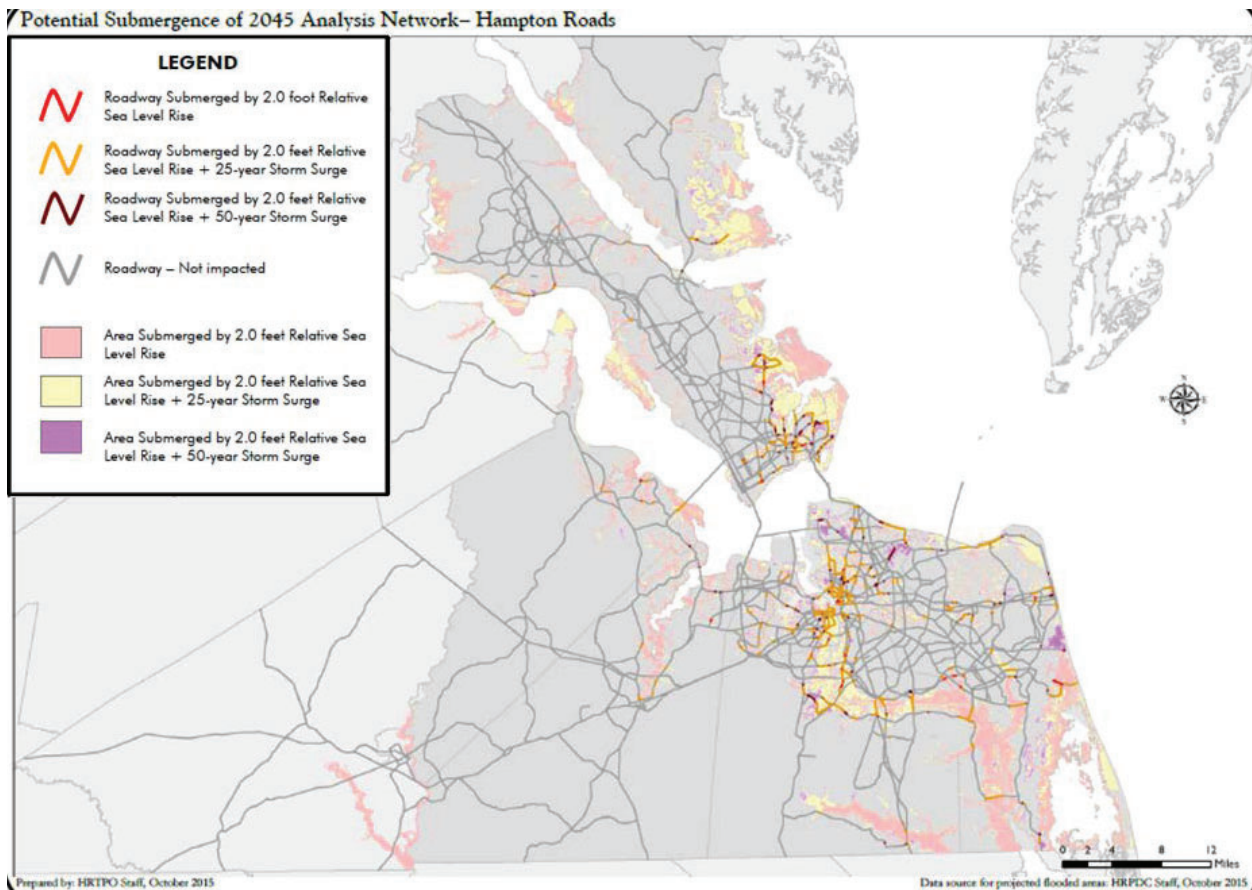 Potential Submergence of 2045 Analysis Network– Hampton Roads
LEGEND
Roadway Submerged by 2.0 foot Relative
Sea Level Rise
Roadway Submerged by 2.0 feet Relative
Sea Level Rise + 25-year Storm Surge
Roadway Submerged by 2.0 feet Relative
Sea Level Rise + 50-year Storm Surge
Roadway – Not impacted
Area Submerged by 2.0 feet Relative Sea
Level Rise
Area Submerged by 2.0 feet Relative Sea
Level Rise + 25-year Storm Surge
Area Submerged by 2.0 feet Relative Sea
Level Rise + 50-year Storm Surge
N
W E
S
0 2 4 8 12
Miles
Prepared by: HRTPO Staff, October 2015
Data source for projected flooded areas: HRPDC Staff, October 2015